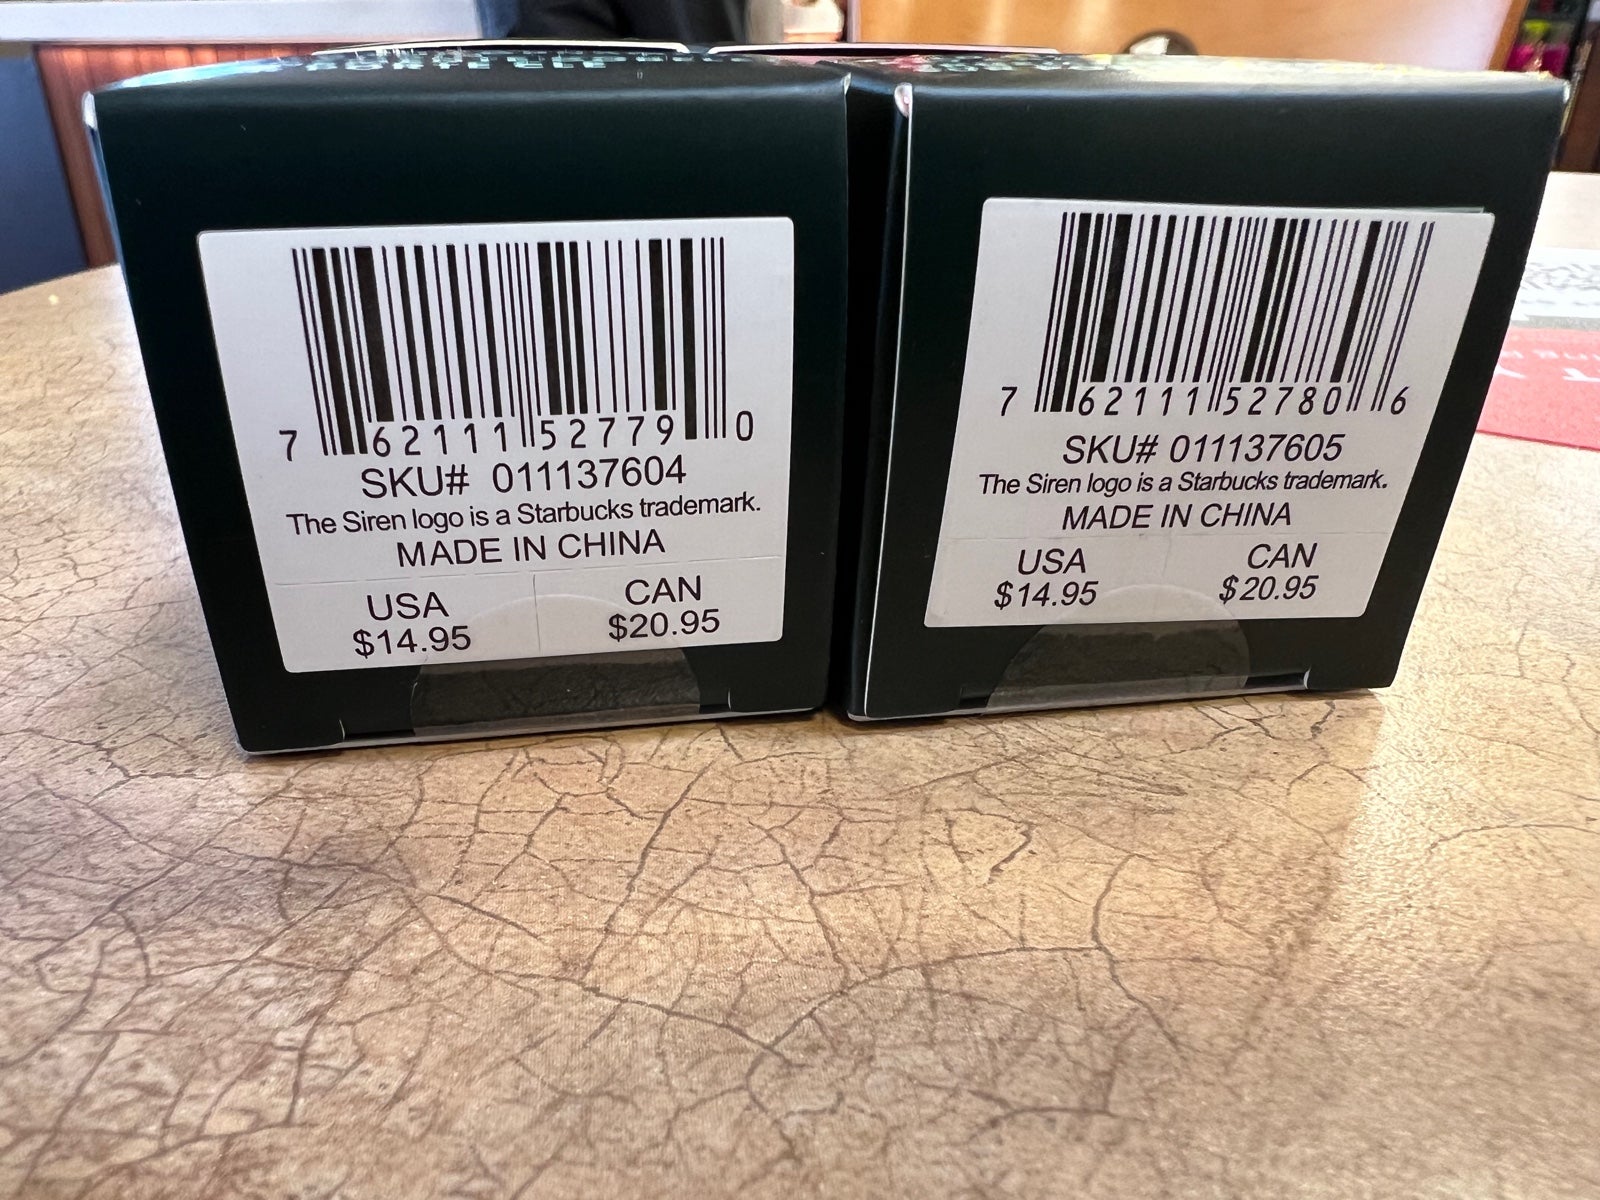 7 62111 52779 0
SKU# 011137604
The Siren logo is a Starbucks trademark.
MADE IN CHINA
USA CAN
$14.95 $20.95
7 62111 52780 6
SKU# 011137605
The Siren logo is a Starbucks trademark.
MADE IN CHINA
USA CAN
$14.95 $20.95